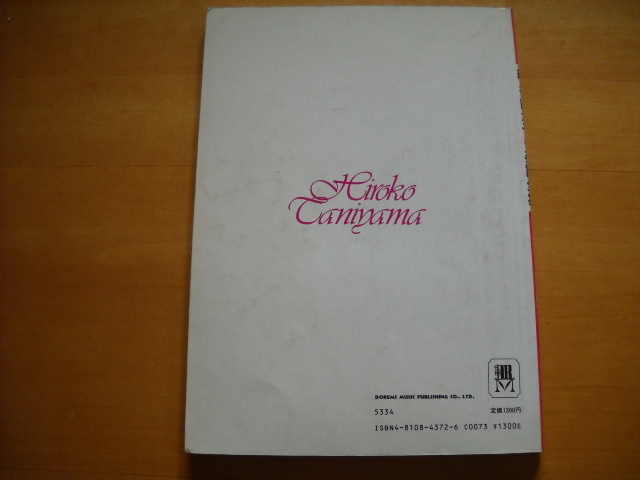 Hiroko
Taniyama
DRM
DOREMI MUSIC PUBLISHING CO., LTD.
5334
定価1300円
ISBN4-8108-4372-6 C0073 ¥1300E